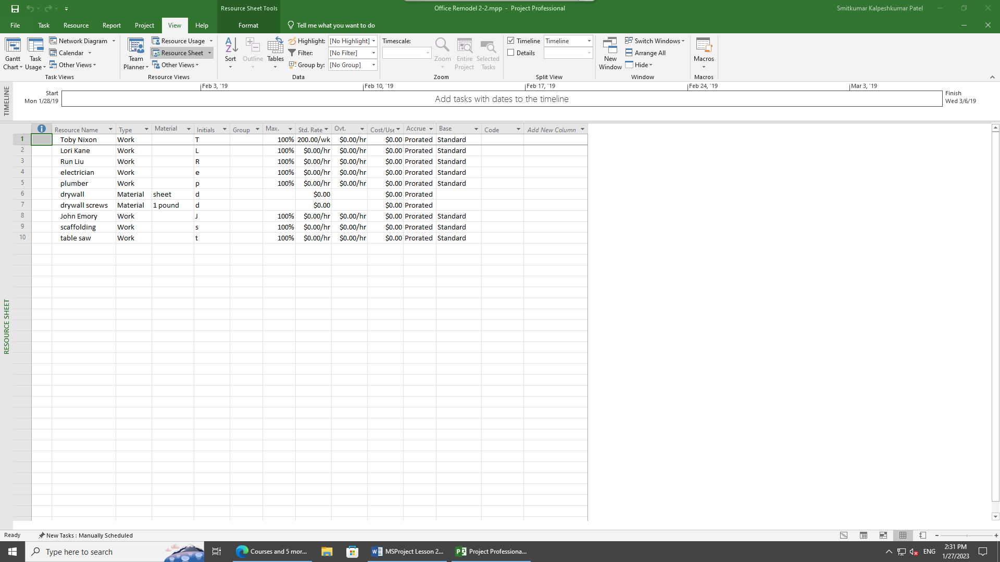 Resource Sheet Tools
Office Remodel 2-2.mpp - Project Professional
Smitkumar Kalpeshkumar Patel
File Task Resource Report Project View Help Format Tell me what you want to do
Gantt Chart
Task Usage
Network Diagram
Calendar
Other Views
Task Views
Team Planner
Resource Usage
Resource Sheet
Other Views
Resource Views
Sort
Outline
Tables
Highlight: [No Highlight]
Filter: [No Filter]
Group by: [No Group]
Data
Timescale:
Zoom
Entire Project
Selected Tasks
Zoom
Timeline Timeline
Details
Split View
New Window
Switch Windows
Arrange All
Hide
Window
Macros
Macros
TIMELINE
Feb 3, '19 Feb 10, '19 Feb 17, '19 Feb 24, '19 Mar 3, '19
Start
Mon 1/28/19
Add tasks with dates to the timeline
Finish
Wed 3/6/19
RESOURCE SHEET
Resource Name Type Material Initials Group Max. Std. Rate Ovt. Cost/Use Accrue Base Code Add New Column
1 Toby Nixon Work T 100% 200.00/wk $0.00/hr $0.00 Prorated Standard
2 Lori Kane Work L 100% $0.00/hr $0.00/hr $0.00 Prorated Standard
3 Run Liu Work R 100% $0.00/hr $0.00/hr $0.00 Prorated Standard
4 electrician Work e 100% $0.00/hr $0.00/hr $0.00 Prorated Standard
5 plumber Work p 100% $0.00/hr $0.00/hr $0.00 Prorated Standard
6 drywall Material sheet d $0.00 $0.00 Prorated
7 drywall screws Material 1 pound d $0.00 $0.00 Prorated
8 John Emory Work J 100% $0.00/hr $0.00/hr $0.00 Prorated Standard
9 scaffolding Work s 100% $0.00/hr $0.00/hr $0.00 Prorated Standard
10 table saw Work t 100% $0.00/hr $0.00/hr $0.00 Prorated Standard
Ready New Tasks : Manually Scheduled
Type here to search
Courses and 5 mor...
MSProject Lesson 2...
Project Professiona...
ENG
2:31 PM
1/27/2023